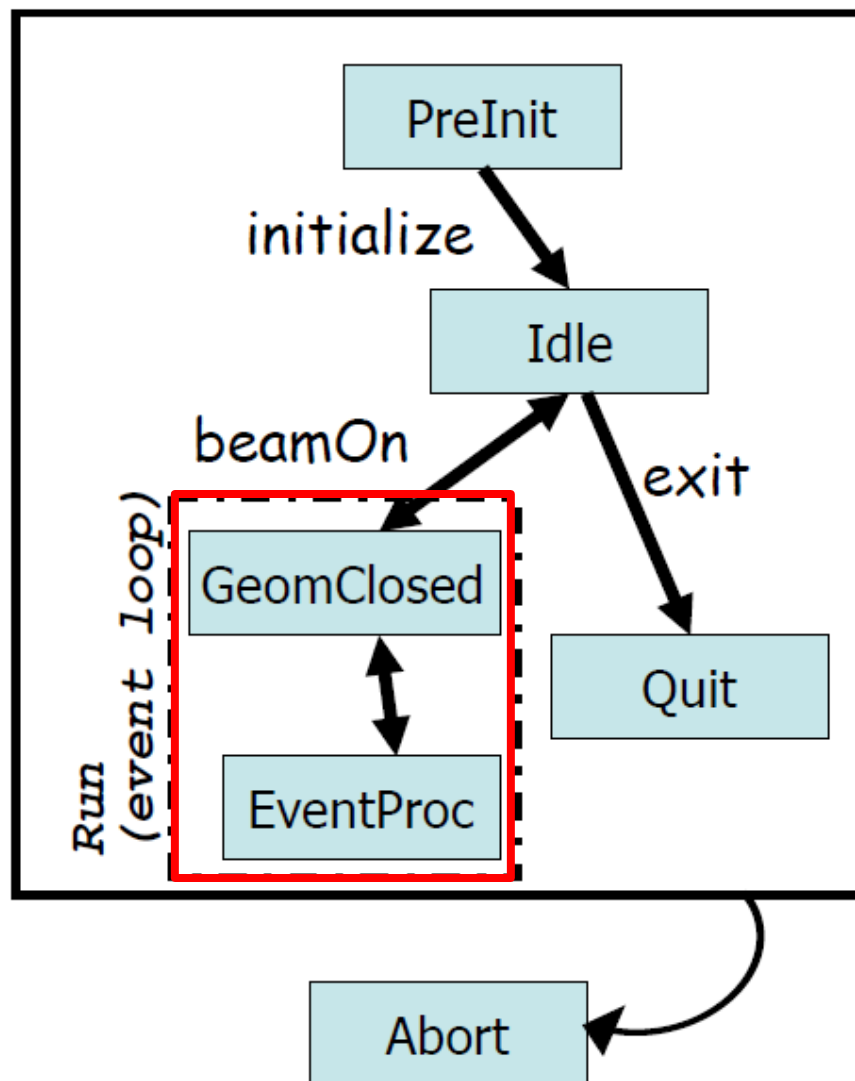 PreInit
initialize
Idle
beamOn
exit
Run
(event loop)
GeomClosed
Quit
EventProc
Abort